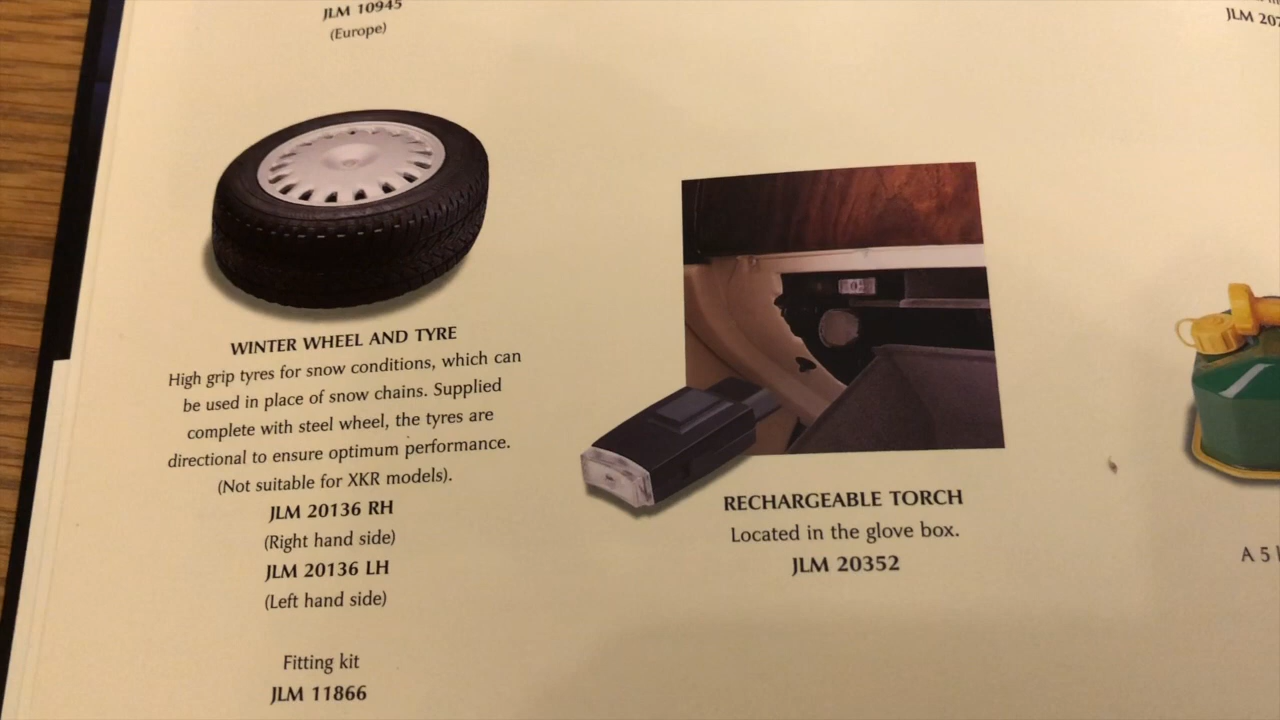 JLM 10945
(Europe)
WINTER WHEEL AND TYRE
High grip tyres for snow conditions, which can
be used in place of snow chains. Supplied
complete with steel wheel, the tyres are
directional to ensure optimum performance.
(Not suitable for XKR models).
JLM 20136 RH
(Right hand side)
JLM 20136 LH
(Left hand side)
Fitting kit
JLM 11866
RECHARGEABLE TORCH
Located in the glove box.
JLM 20352
JLM
A 5